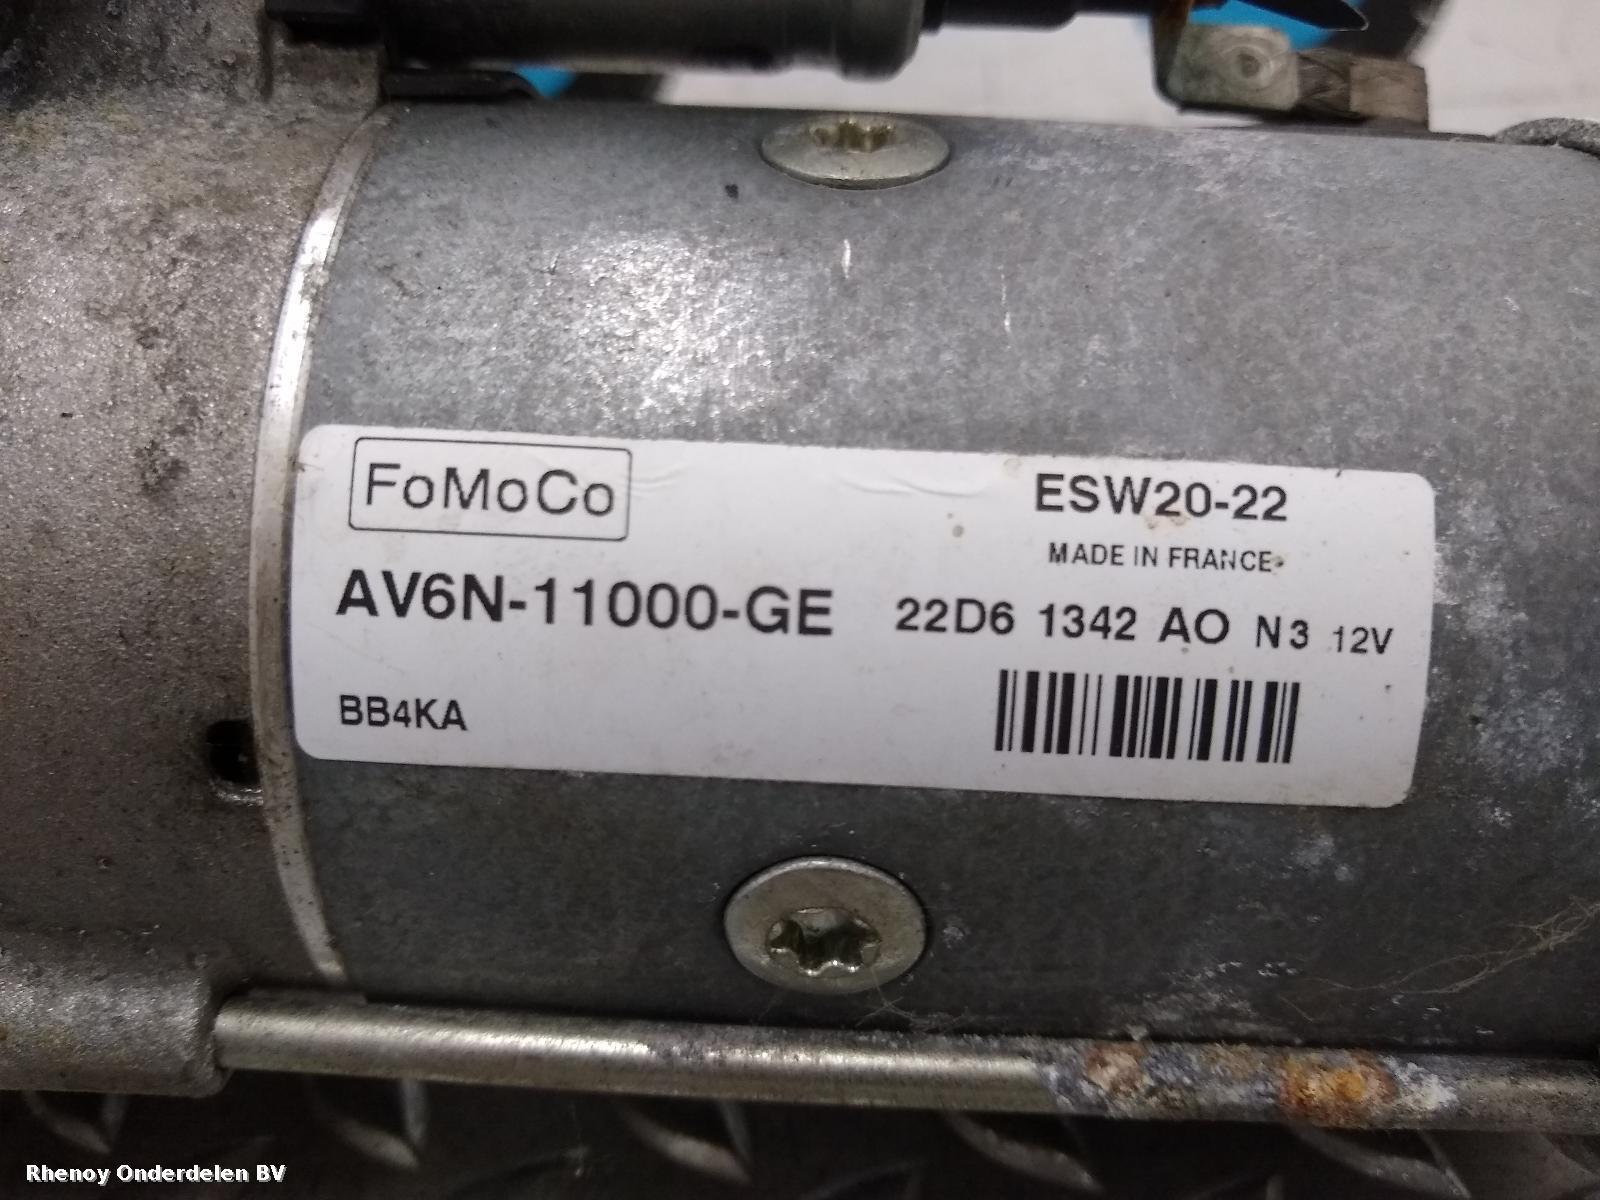 FoMoCo
ESW20-22
MADE IN FRANCE
AV6N-11000-GE 22D6 1342 AO N3 12V
BB4KA
Rhenoy Onderdelen BV